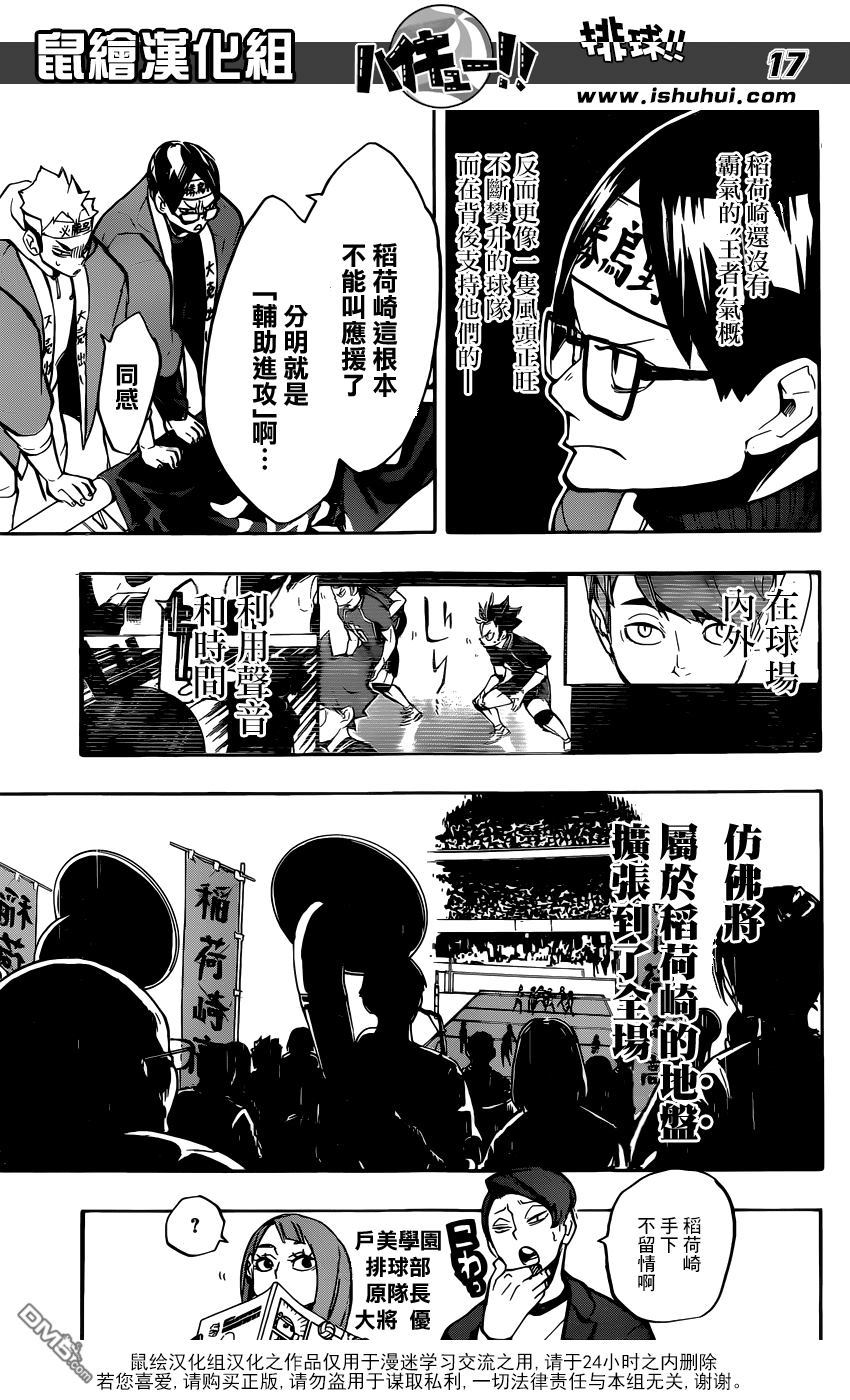 鼠繪漢化組
ハイキュー!!
排球!!
17
www.ishuhui.com
稻荷崎還沒有
霸氣的“王者”氣概
反而更像一隻風頭正旺
不斷攀升的球隊
而在背後支持他們的—
烏野
稻荷崎這根本
不能叫應援了
分明就是
「輔助進攻」啊…
同感
在球場
內外
利用聲音
和時間
仿佛將
屬於稻荷崎的地盤
擴張到了全場
稻荷崎
稻荷
稻荷崎
手下
不留情啊
こわっ
戶美學園
排球部
原隊長
大將 優
?
DM5.com
鼠绘汉化组汉化之作品仅用于漫迷学习交流之用,请于24小时之内删除
若您喜爱,请购买正版,请勿盗用于谋取私利,一切法律责任与本组无关,谢谢。